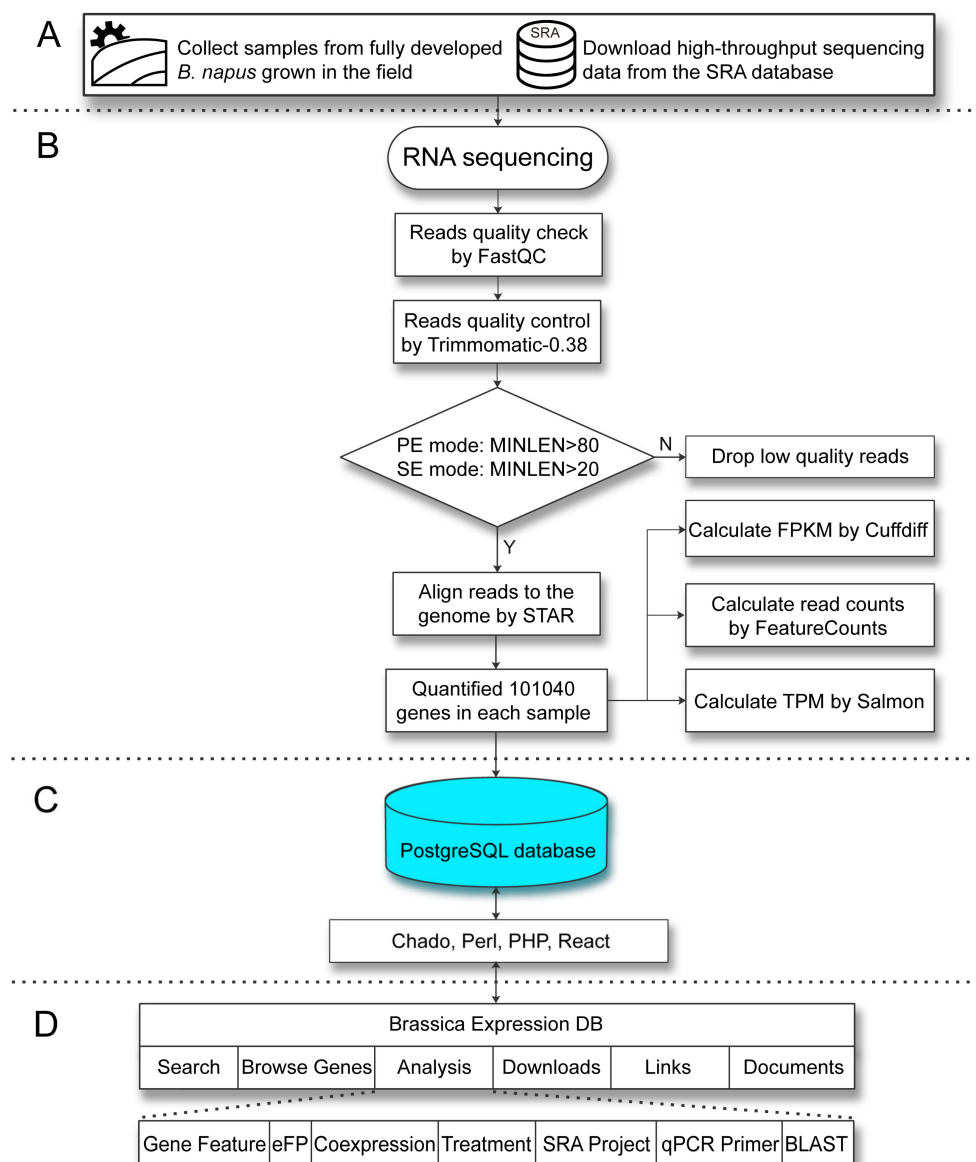 A
Collect samples from fully developed
B. napus grown in the field
SRA
Download high-throughput sequencing
data from the SRA database
B
RNA sequencing
Reads quality check
by FastQC
Reads quality control
by Trimmomatic-0.38
PE mode: MINLEN>80
SE mode: MINLEN>20
N
Drop low quality reads
Y
Calculate FPKM by Cuffdiff
Align reads to the
genome by STAR
Calculate read counts
by FeatureCounts
Quantified 101040
genes in each sample
Calculate TPM by Salmon
C
PostgreSQL database
Chado, Perl, PHP, React
D
Brassica Expression DB
Search Browse Genes Analysis Downloads Links Documents
Gene Feature eFP Coexpression Treatment SRA Project qPCR Primer BLAST